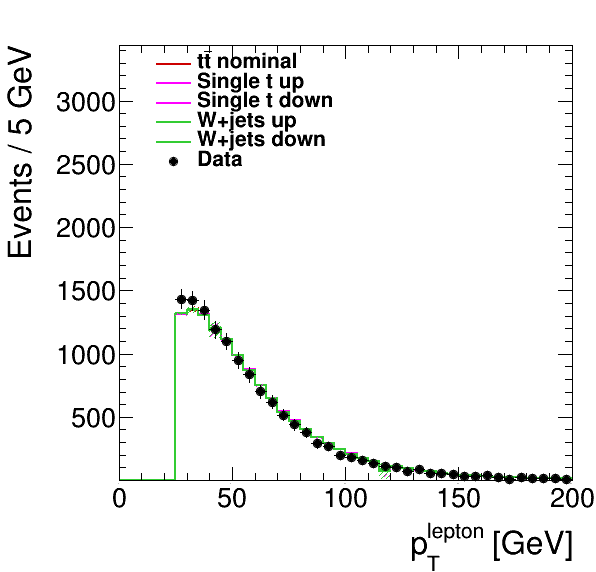 Events / 5 GeV
tt̄ nominal
Single t up
Single t down
W+jets up
W+jets down
Data
3000
2500
2000
1500
1000
500
0 50 100 150 200
p_T^lepton [GeV]